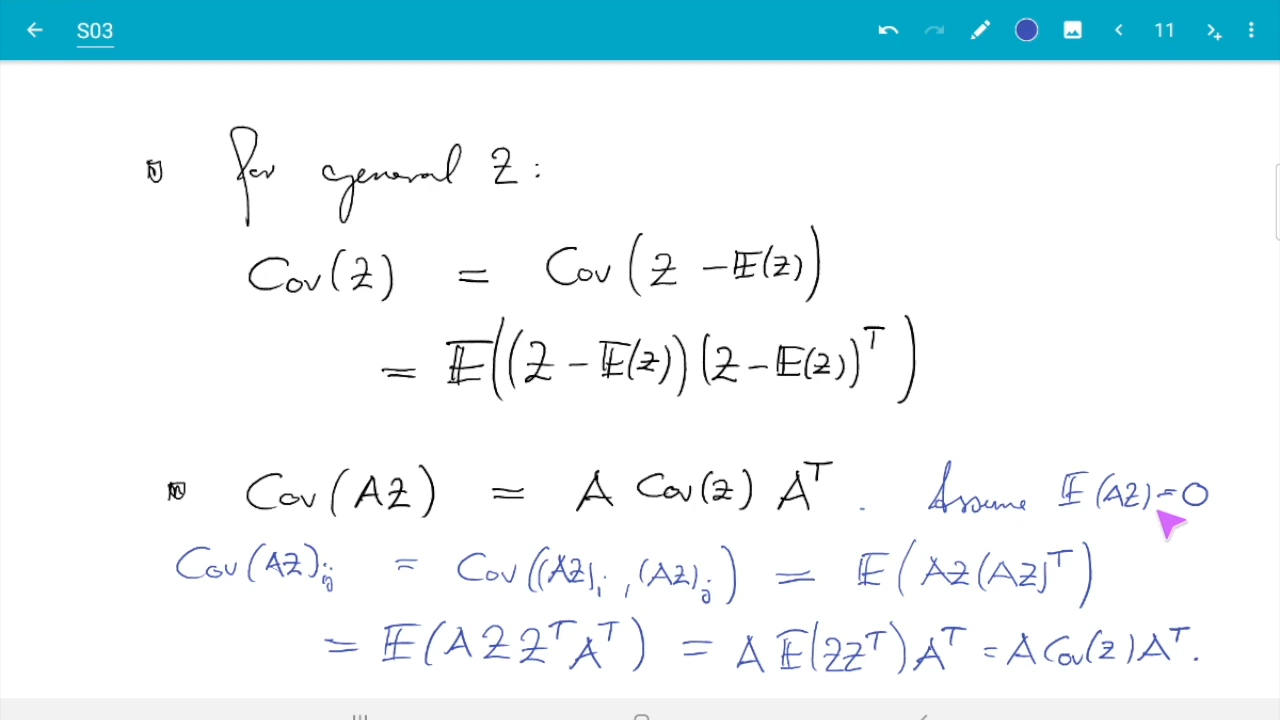 S03 11
For general Z:
Cov(Z) = Cov(Z - 𝔼(Z))
= 𝔼((Z - 𝔼(Z))(Z - 𝔼(Z))ᵀ)
Cov(AZ) = A Cov(Z) Aᵀ. Assume 𝔼(AZ)=0
Cov(AZ)ᵢⱼ = Cov((AZ)ᵢ, (AZ)ⱼ) = 𝔼(AZ(AZ)ᵀ)
= 𝔼(AZZᵀAᵀ) = A𝔼(ZZᵀ)Aᵀ = A Cov(Z)Aᵀ.